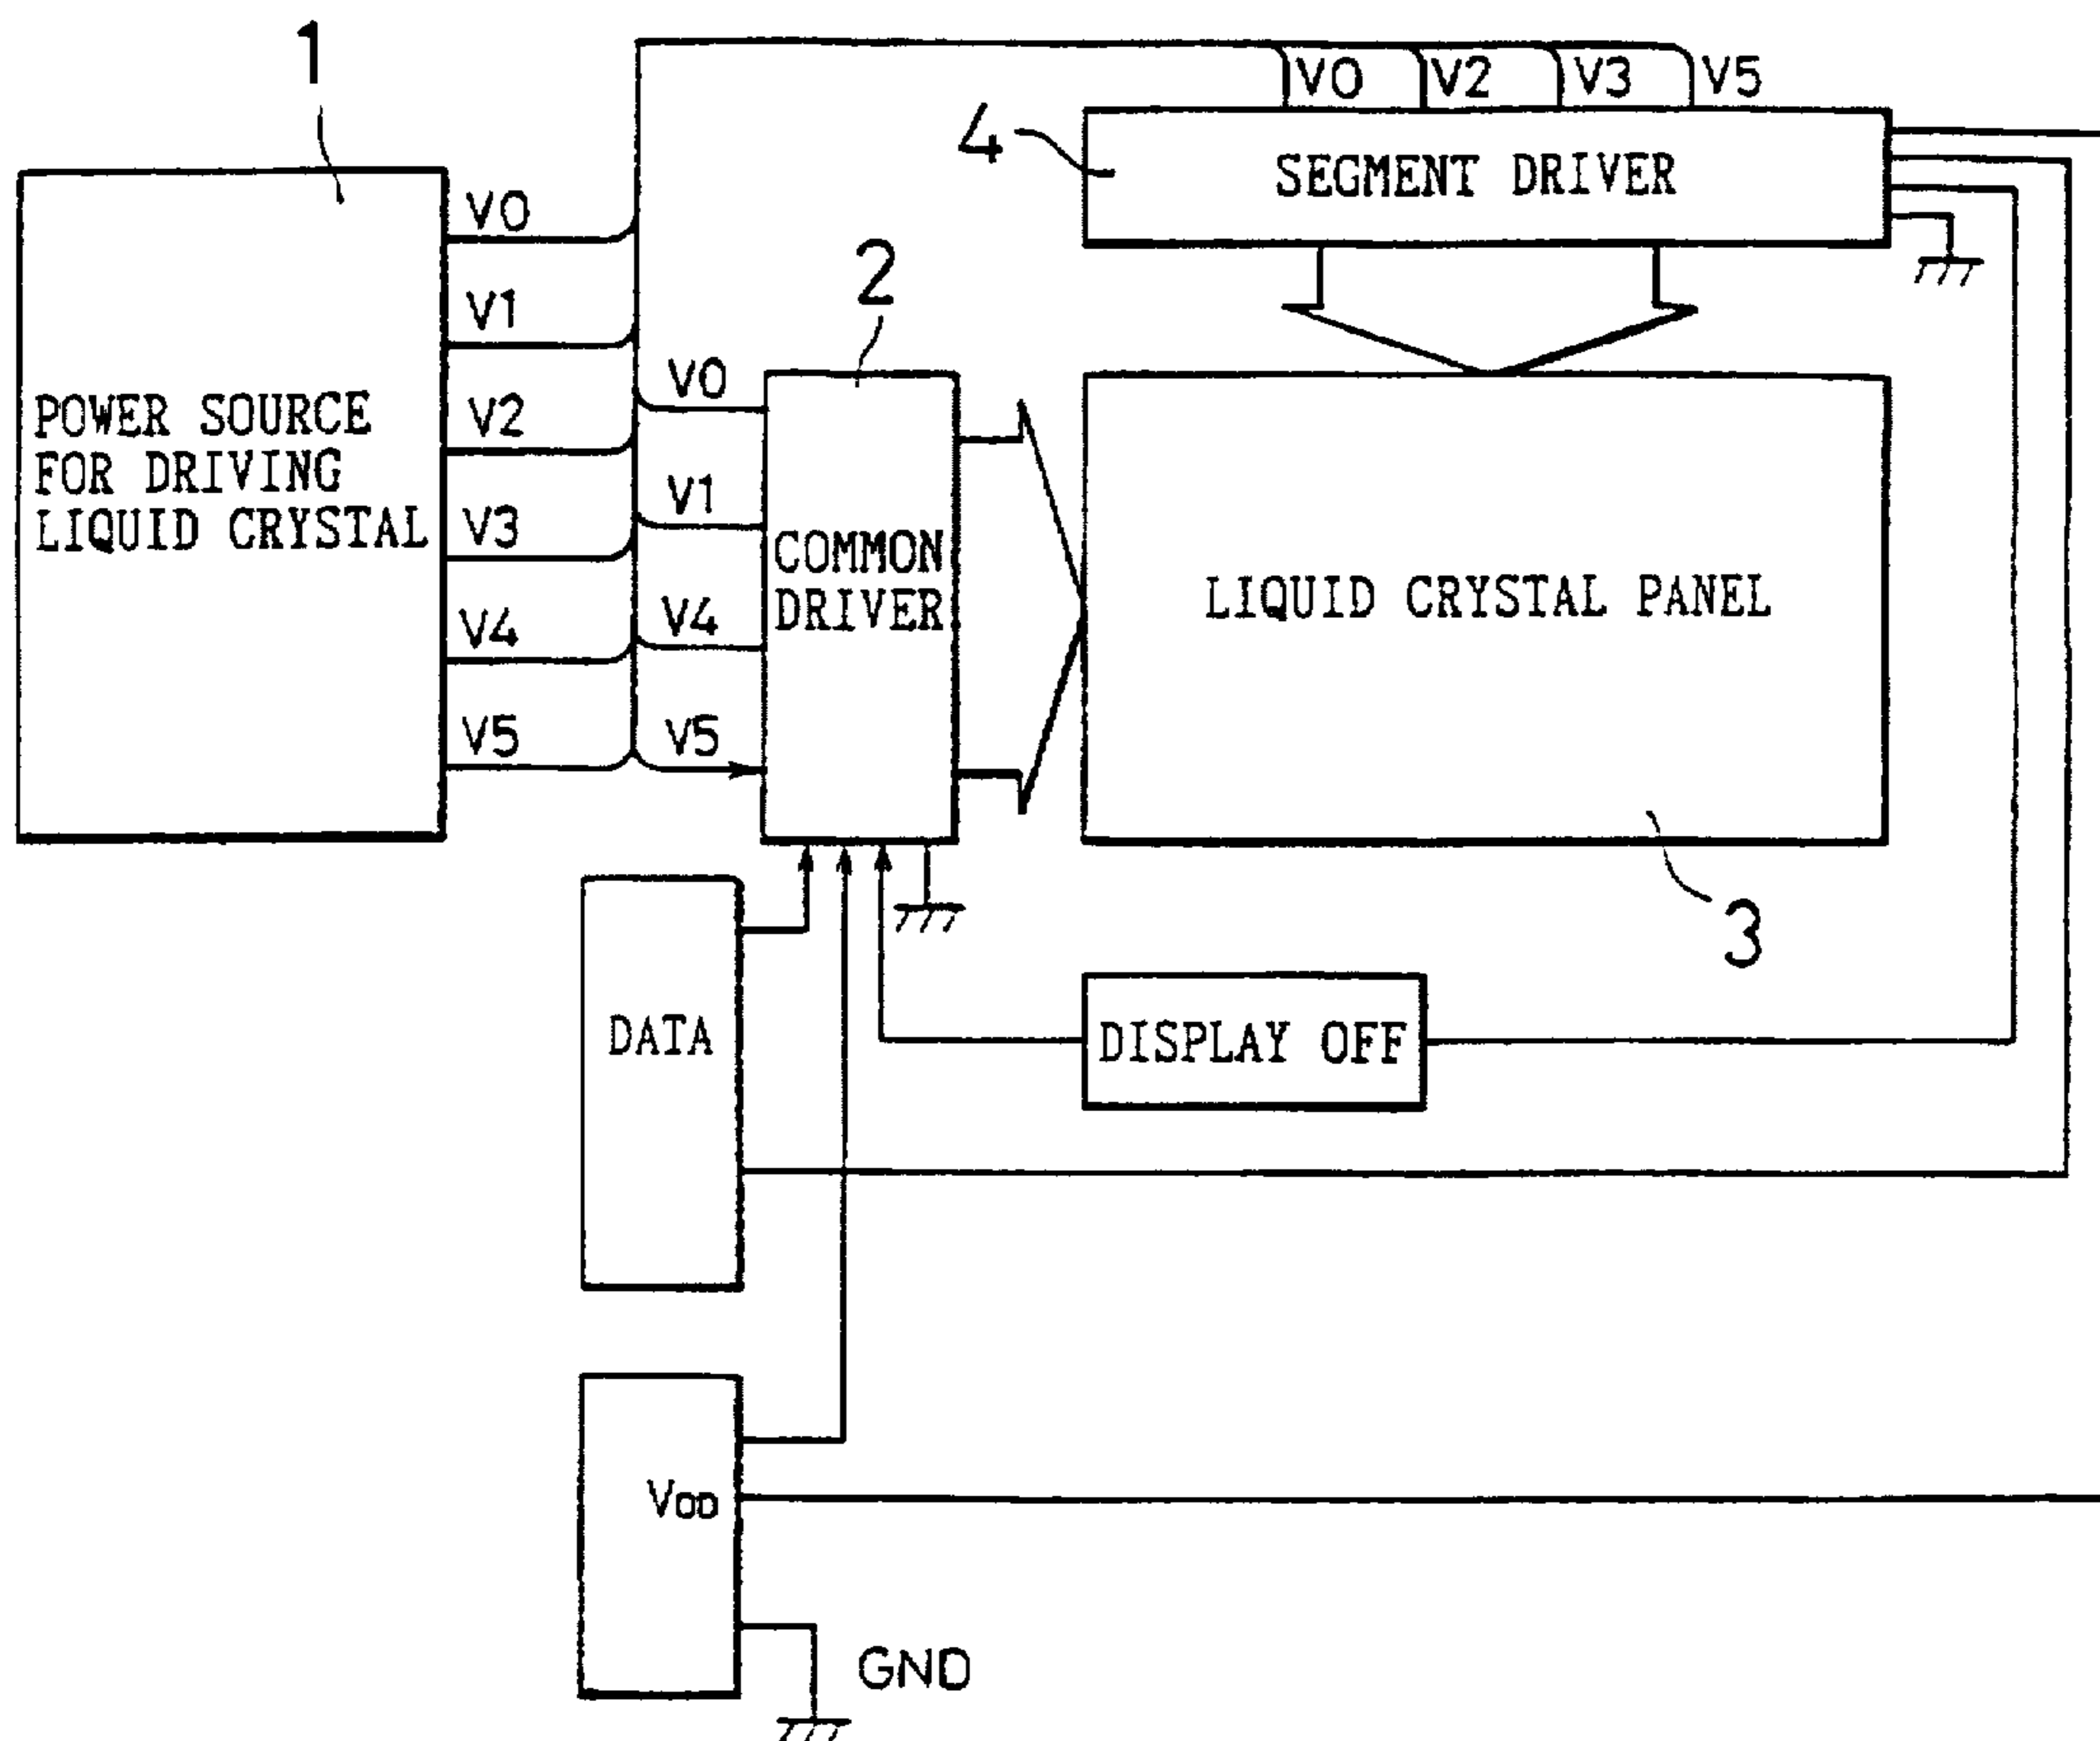 1
V0 V2 V3 V5
4
SEGMENT DRIVER
V0
V1
V2
V3
V4
V5
2
POWER SOURCE
FOR DRIVING
LIQUID CRYSTAL
V0
V1
V4
V5
COMMON
DRIVER
LIQUID CRYSTAL PANEL
3
DATA
DISPLAY OFF
VDD
GND